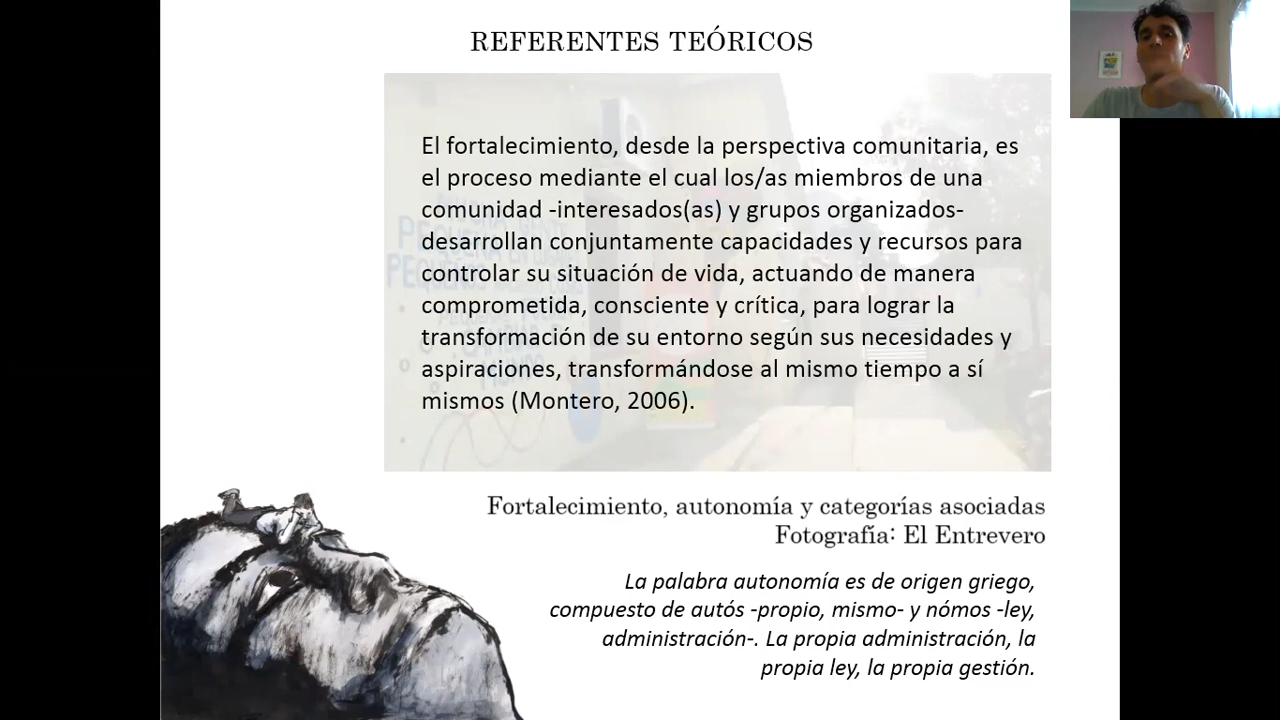 REFERENTES TEÓRICOS
El fortalecimiento, desde la perspectiva comunitaria, es
el proceso mediante el cual los/as miembros de una
comunidad -interesados(as) y grupos organizados-
desarrollan conjuntamente capacidades y recursos para
controlar su situación de vida, actuando de manera
comprometida, consciente y crítica, para lograr la
transformación de su entorno según sus necesidades y
aspiraciones, transformándose al mismo tiempo a sí
mismos (Montero, 2006).
Fortalecimiento, autonomía y categorías asociadas
Fotografía: El Entrevero
La palabra autonomía es de origen griego,
compuesto de autós -propio, mismo- y nómos -ley,
administración-. La propia administración, la
propia ley, la propia gestión.